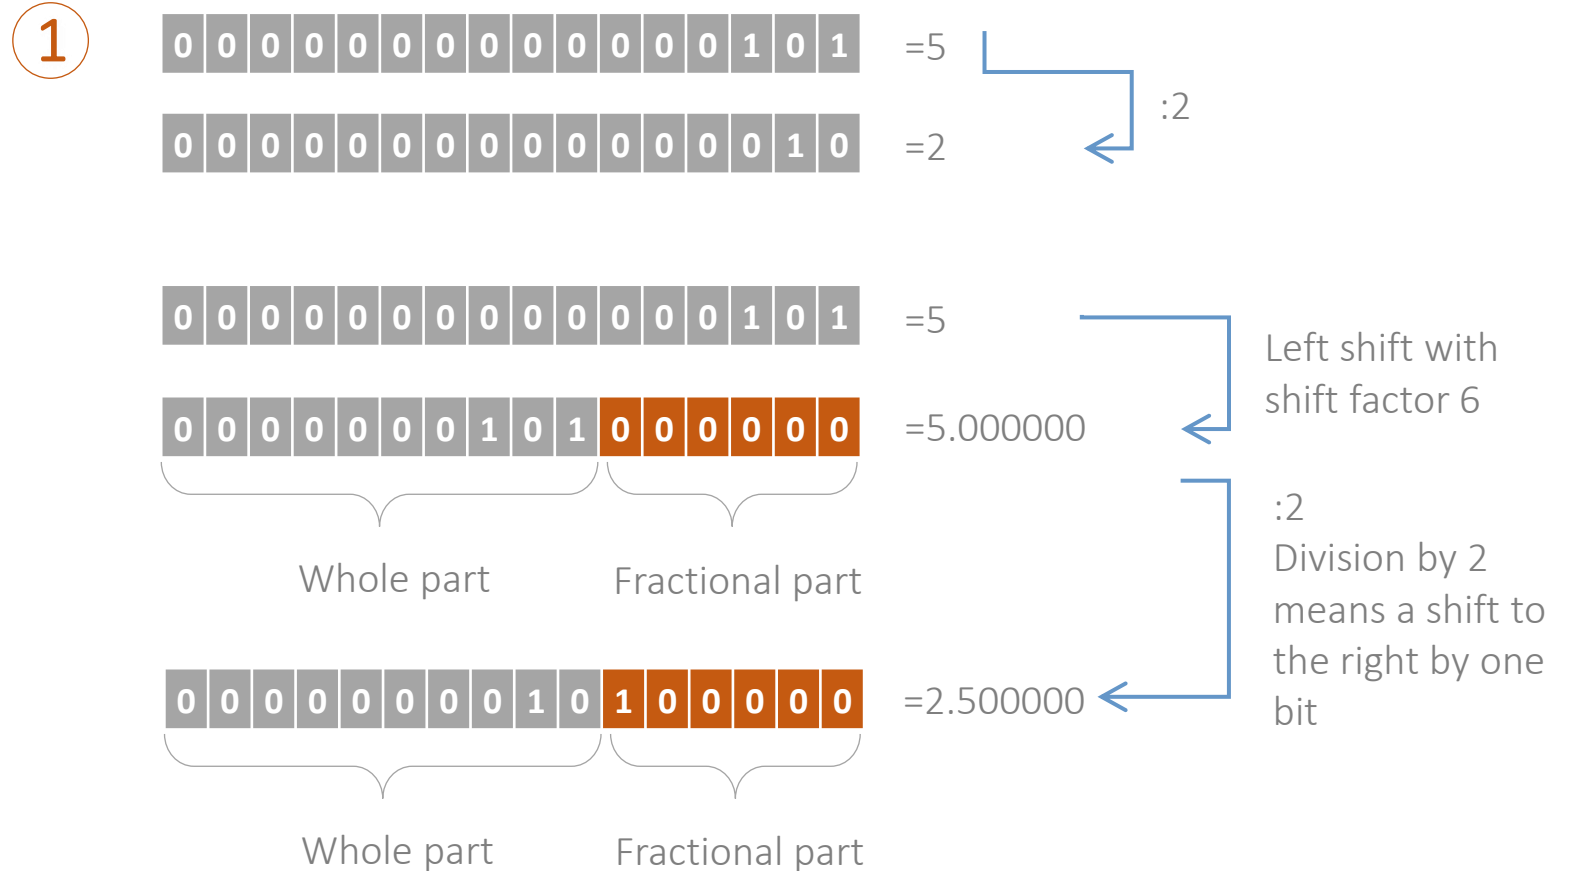 1
0 0 0 0 0 0 0 0 0 0 0 0 0 1 0 1 =5
:2
0 0 0 0 0 0 0 0 0 0 0 0 0 0 1 0 =2
0 0 0 0 0 0 0 0 0 0 0 0 0 1 0 1 =5
Left shift with
shift factor 6
0 0 0 0 0 0 0 1 0 1 0 0 0 0 0 0 =5.000000
Whole part Fractional part
:2
Division by 2
means a shift to
the right by one
bit
0 0 0 0 0 0 0 0 1 0 1 0 0 0 0 0 =2.500000
Whole part Fractional part